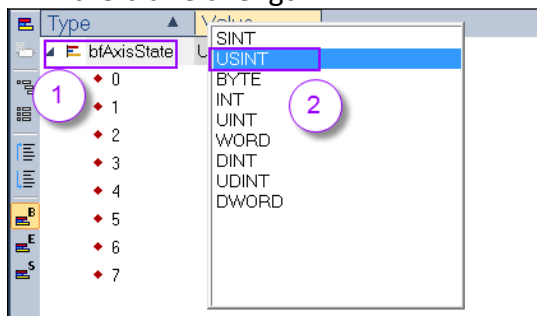 Type Value
bfAxisState U
0
1
2
3
4
5
6
7
SINT
USINT
BYTE
INT
UINT
WORD
DINT
UDINT
DWORD
1
2
B
E
S